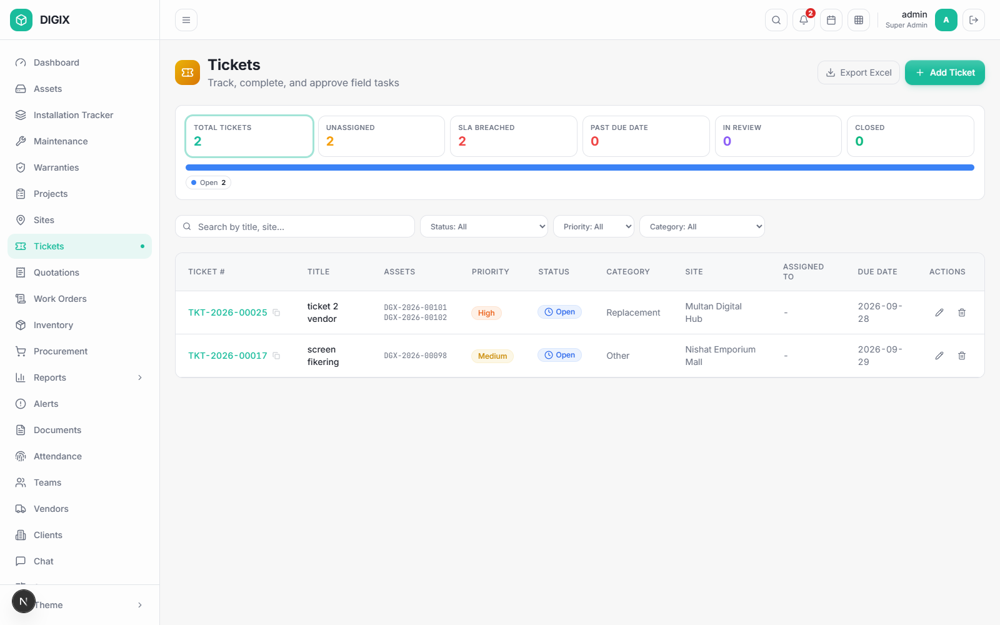 DIGIX
2
admin
Super Admin
A
Dashboard
Assets
Installation Tracker
Maintenance
Warranties
Projects
Sites
Tickets
Quotations
Work Orders
Inventory
Procurement
Reports
Alerts
Documents
Attendance
Teams
Vendors
Clients
Chat
N
Theme
Tickets
Track, complete, and approve field tasks
Export Excel
Add Ticket
TOTAL TICKETS
2
UNASSIGNED
2
SLA BREACHED
2
PAST DUE DATE
0
IN REVIEW
0
CLOSED
0
Open 2
Search by title, site...
Status: All
Priority: All
Category: All
TICKET # TITLE ASSETS PRIORITY STATUS CATEGORY SITE ASSIGNED TO DUE DATE ACTIONS
TKT-2026-00025
ticket 2
vendor
DGX-2026-00101
DGX-2026-00102
High
Open
Replacement
Multan Digital
Hub
-
2026-09-
28
TKT-2026-00017
screen
fikering
DGX-2026-00098
Medium
Open
Other
Nishat Emporium
Mall
-
2026-09-
29